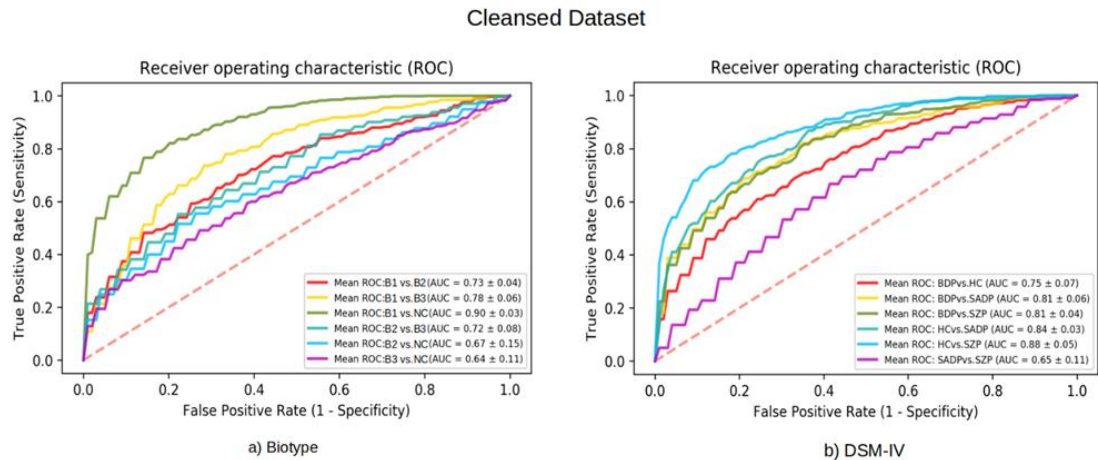 Cleansed Dataset
Receiver operating characteristic (ROC)
True Positive Rate (Sensitivity)
1.0
0.8
0.6
0.4
0.2
0.0
Mean ROC:B1 vs.B2(AUC = 0.73 ± 0.04)
Mean ROC:B1 vs.B3(AUC = 0.78 ± 0.06)
Mean ROC:B1 vs.NC(AUC = 0.90 ± 0.03)
Mean ROC:B2 vs.B3(AUC = 0.72 ± 0.08)
Mean ROC:B2 vs.NC(AUC = 0.67 ± 0.15)
Mean ROC:B3 vs.NC(AUC = 0.64 ± 0.11)
0.0 0.2 0.4 0.6 0.8 1.0
False Positive Rate (1 - Specificity)
a) Biotype
Receiver operating characteristic (ROC)
True Positive Rate (Sensitivity)
1.0
0.8
0.6
0.4
0.2
0.0
Mean ROC: BDPvs.HC (AUC = 0.75 ± 0.07)
Mean ROC: BDPvs.SADP (AUC = 0.81 ± 0.06)
Mean ROC: BDPvs.SZP (AUC = 0.81 ± 0.04)
Mean ROC: HCvs.SADP (AUC = 0.84 ± 0.03)
Mean ROC: HCvs.SZP (AUC = 0.88 ± 0.05)
Mean ROC: SADPvs.SZP (AUC = 0.65 ± 0.11)
0.0 0.2 0.4 0.6 0.8 1.0
False Positive Rate (1 - Specificity)
b) DSM-IV